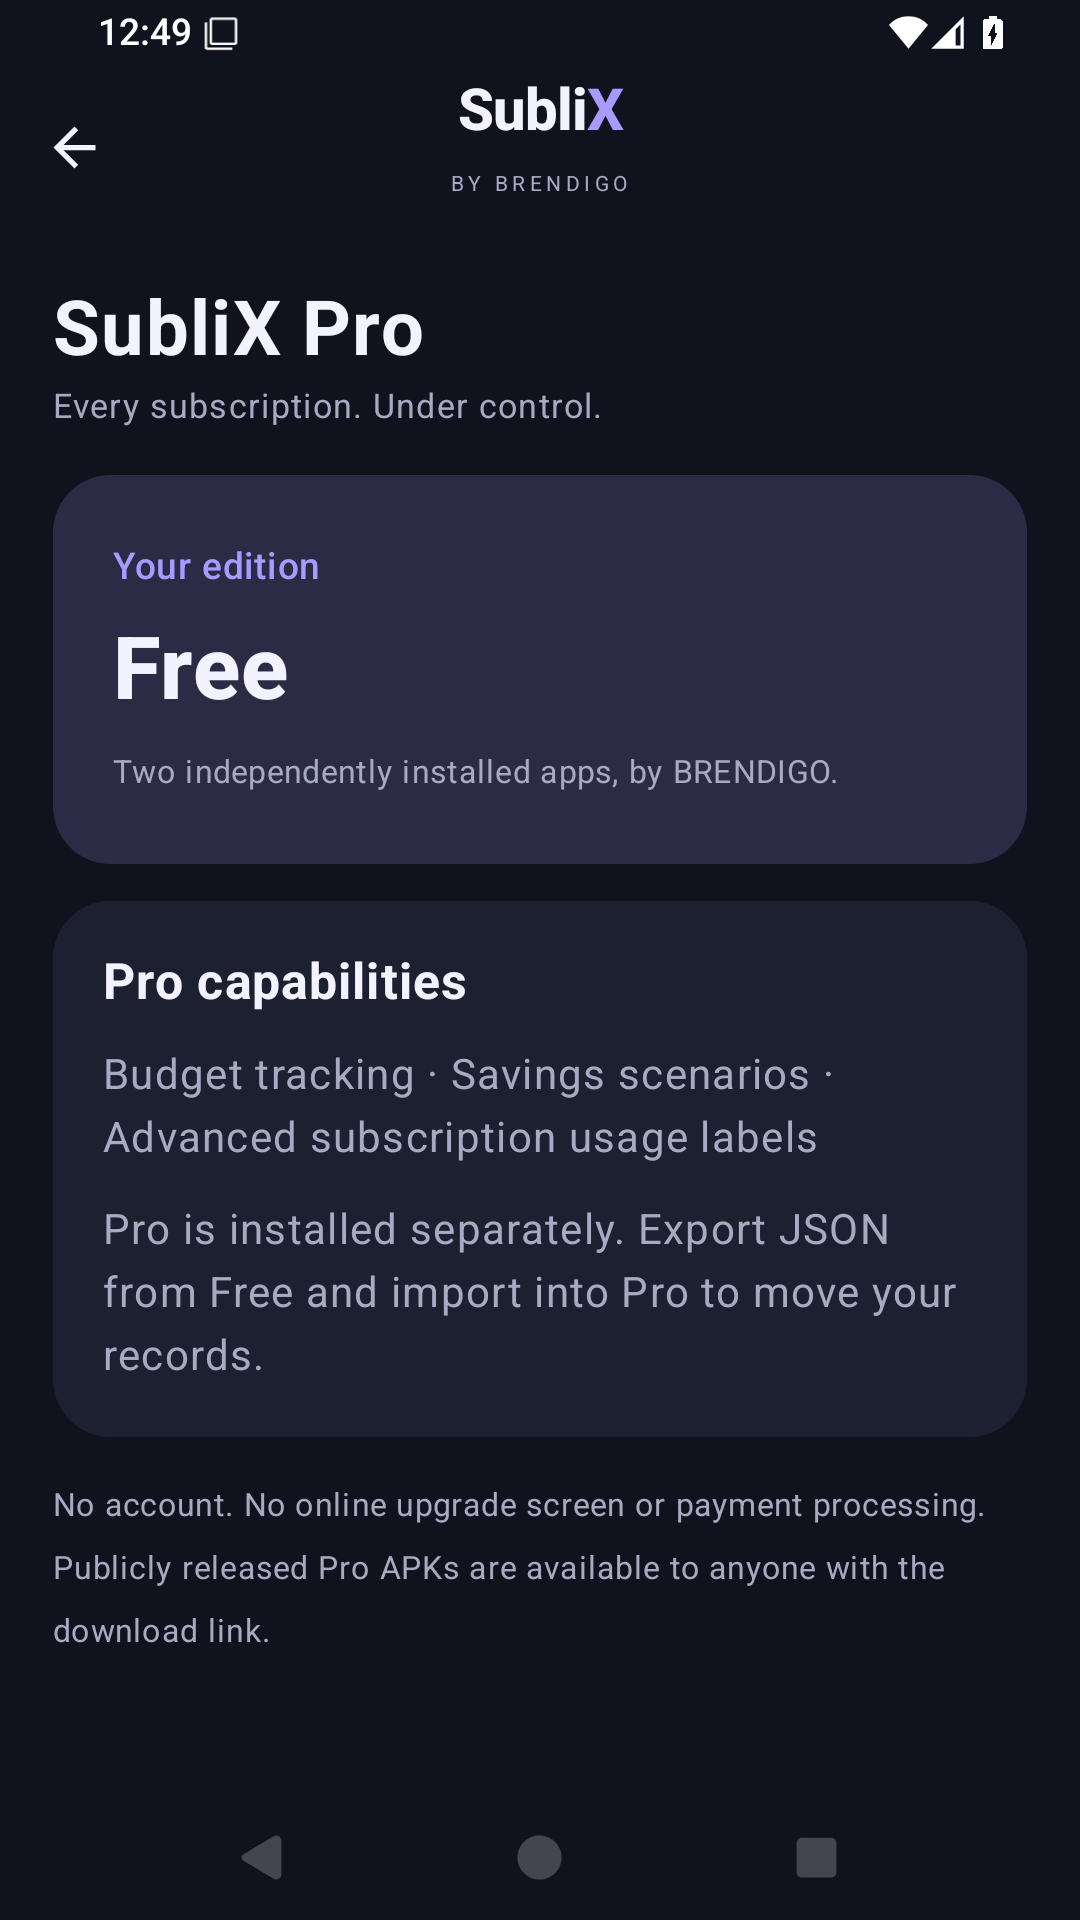 12:49
SubliX
BY BRENDIGO
SubliX Pro
Every subscription. Under control.
Your edition
Free
Two independently installed apps, by BRENDIGO.
Pro capabilities
Budget tracking · Savings scenarios ·
Advanced subscription usage labels
Pro is installed separately. Export JSON
from Free and import into Pro to move your
records.
No account. No online upgrade screen or payment processing.
Publicly released Pro APKs are available to anyone with the
download link.